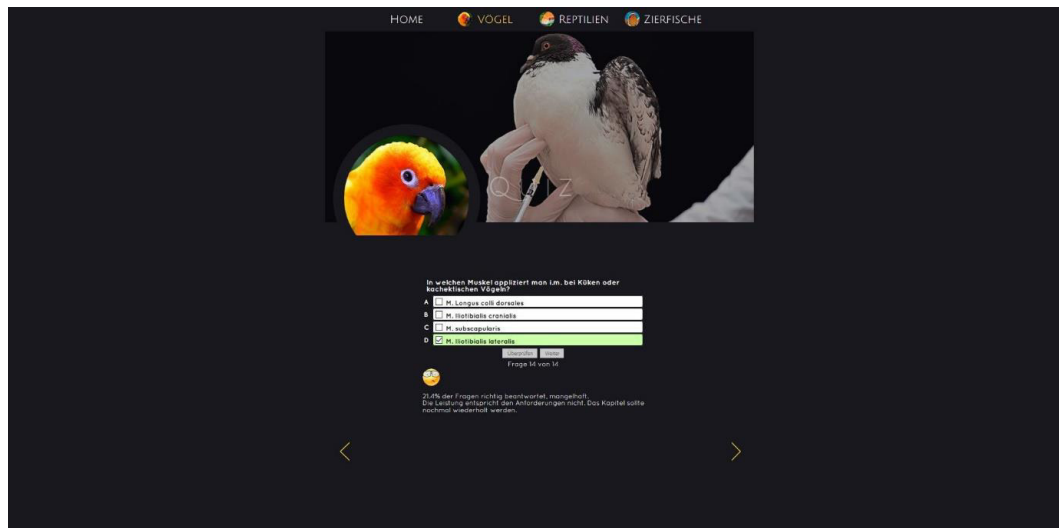 HOME VÖGEL REPTILIEN ZIERFISCHE
QUIZ
In welchen Muskel appliziert man i.m. bei Küken oder
kachektischen Vögeln?
A M. Longus colli dorsales
B M. Iliotibialis cranialis
C M. subscapularis
D M. Iliotibialis lateralis
Überprüfen Weiter
Frage 14 von 14
21.4% der Fragen richtig beantwortet, mangelhaft.
Die Leistung entspricht den Anforderungen nicht. Das Kapitel sollte
nochmal wiederholt werden.